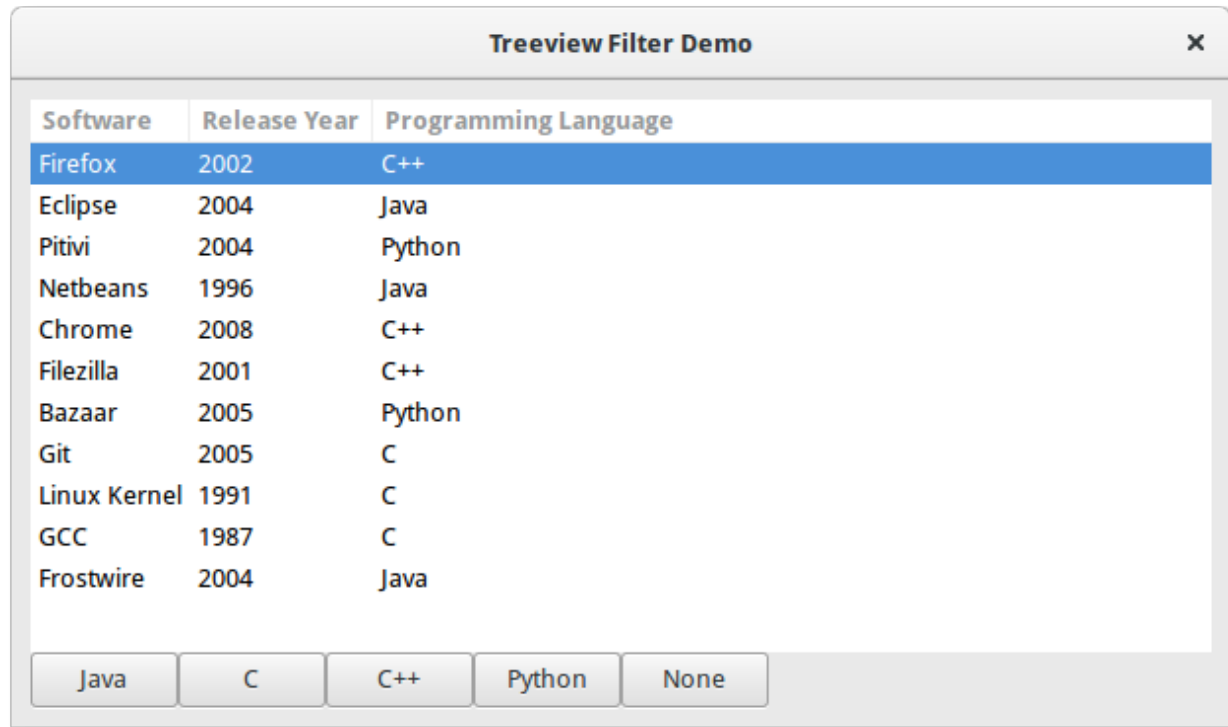 Treeview Filter Demo ×
Software Release Year Programming Language
Firefox 2002 C++
Eclipse 2004 Java
Pitivi 2004 Python
Netbeans 1996 Java
Chrome 2008 C++
Filezilla 2001 C++
Bazaar 2005 Python
Git 2005 C
Linux Kernel 1991 C
GCC 1987 C
Frostwire 2004 Java
Java C C++ Python None